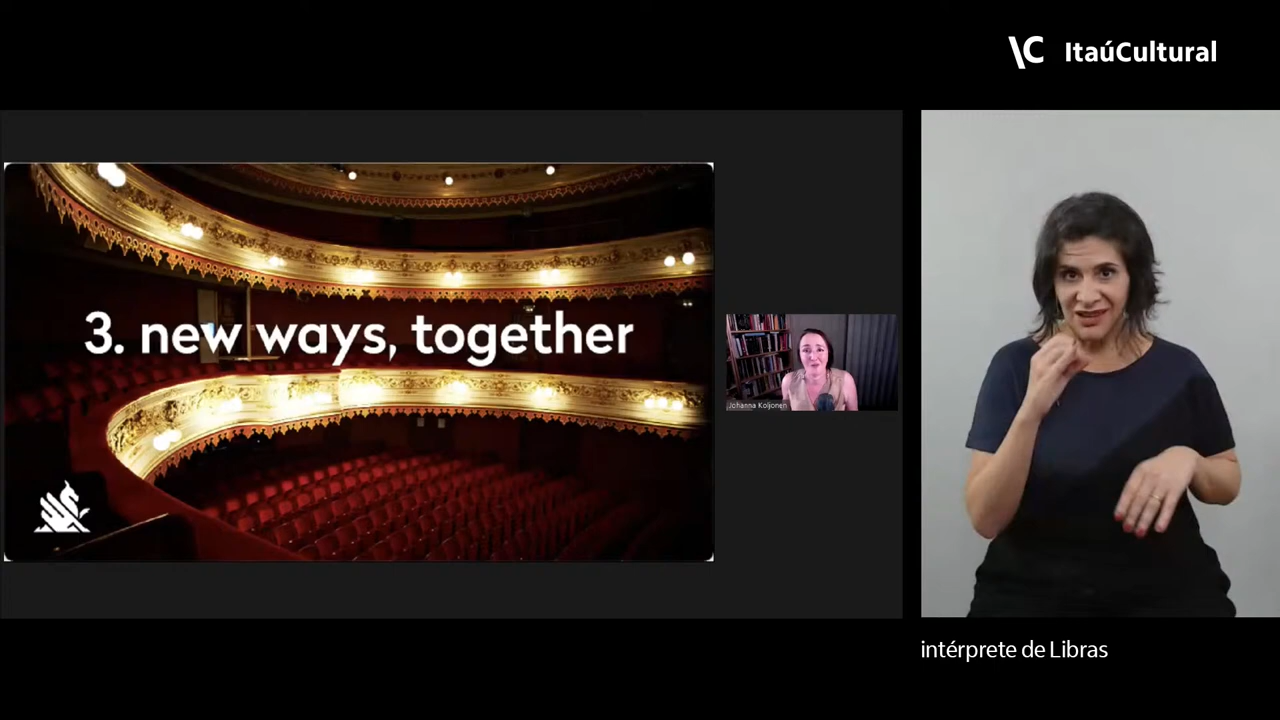 \C ItaúCultural
3. new ways, together
Johanna Koljonen
intérprete de Libras